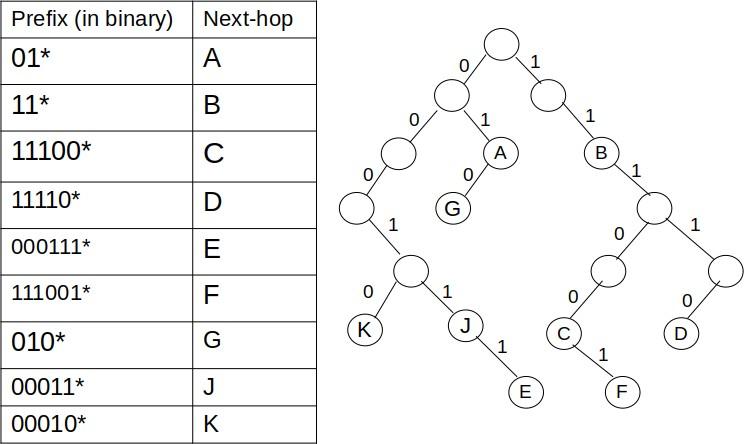 Prefix (in binary) Next-hop
01* A
11* B
11100* C
11110* D
000111* E
111001* F
010* G
00011* J
00010* K
0 1
0 1 1
0 0 A B 1
G
1 0 1
0 1 0 0
K J C D
1 1
E F